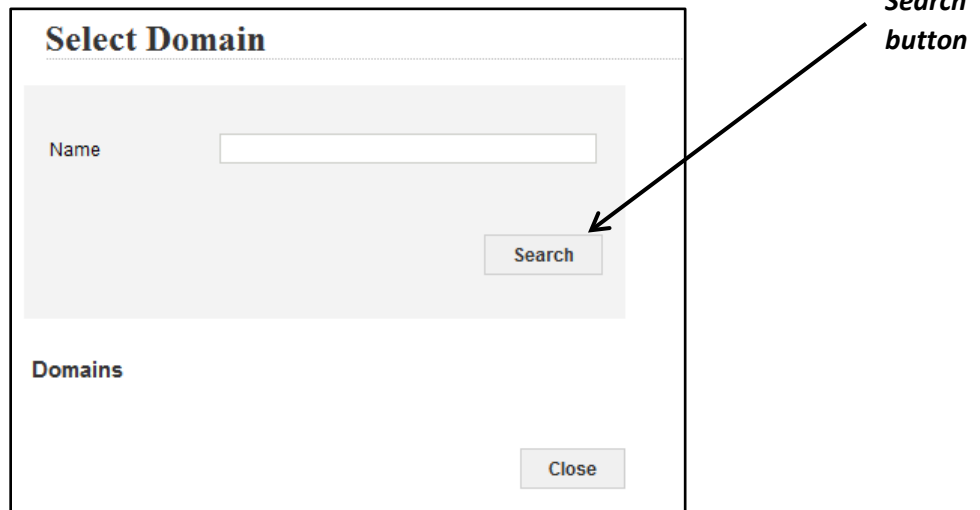 Search
button
Select Domain
Name
Search
Domains
Close